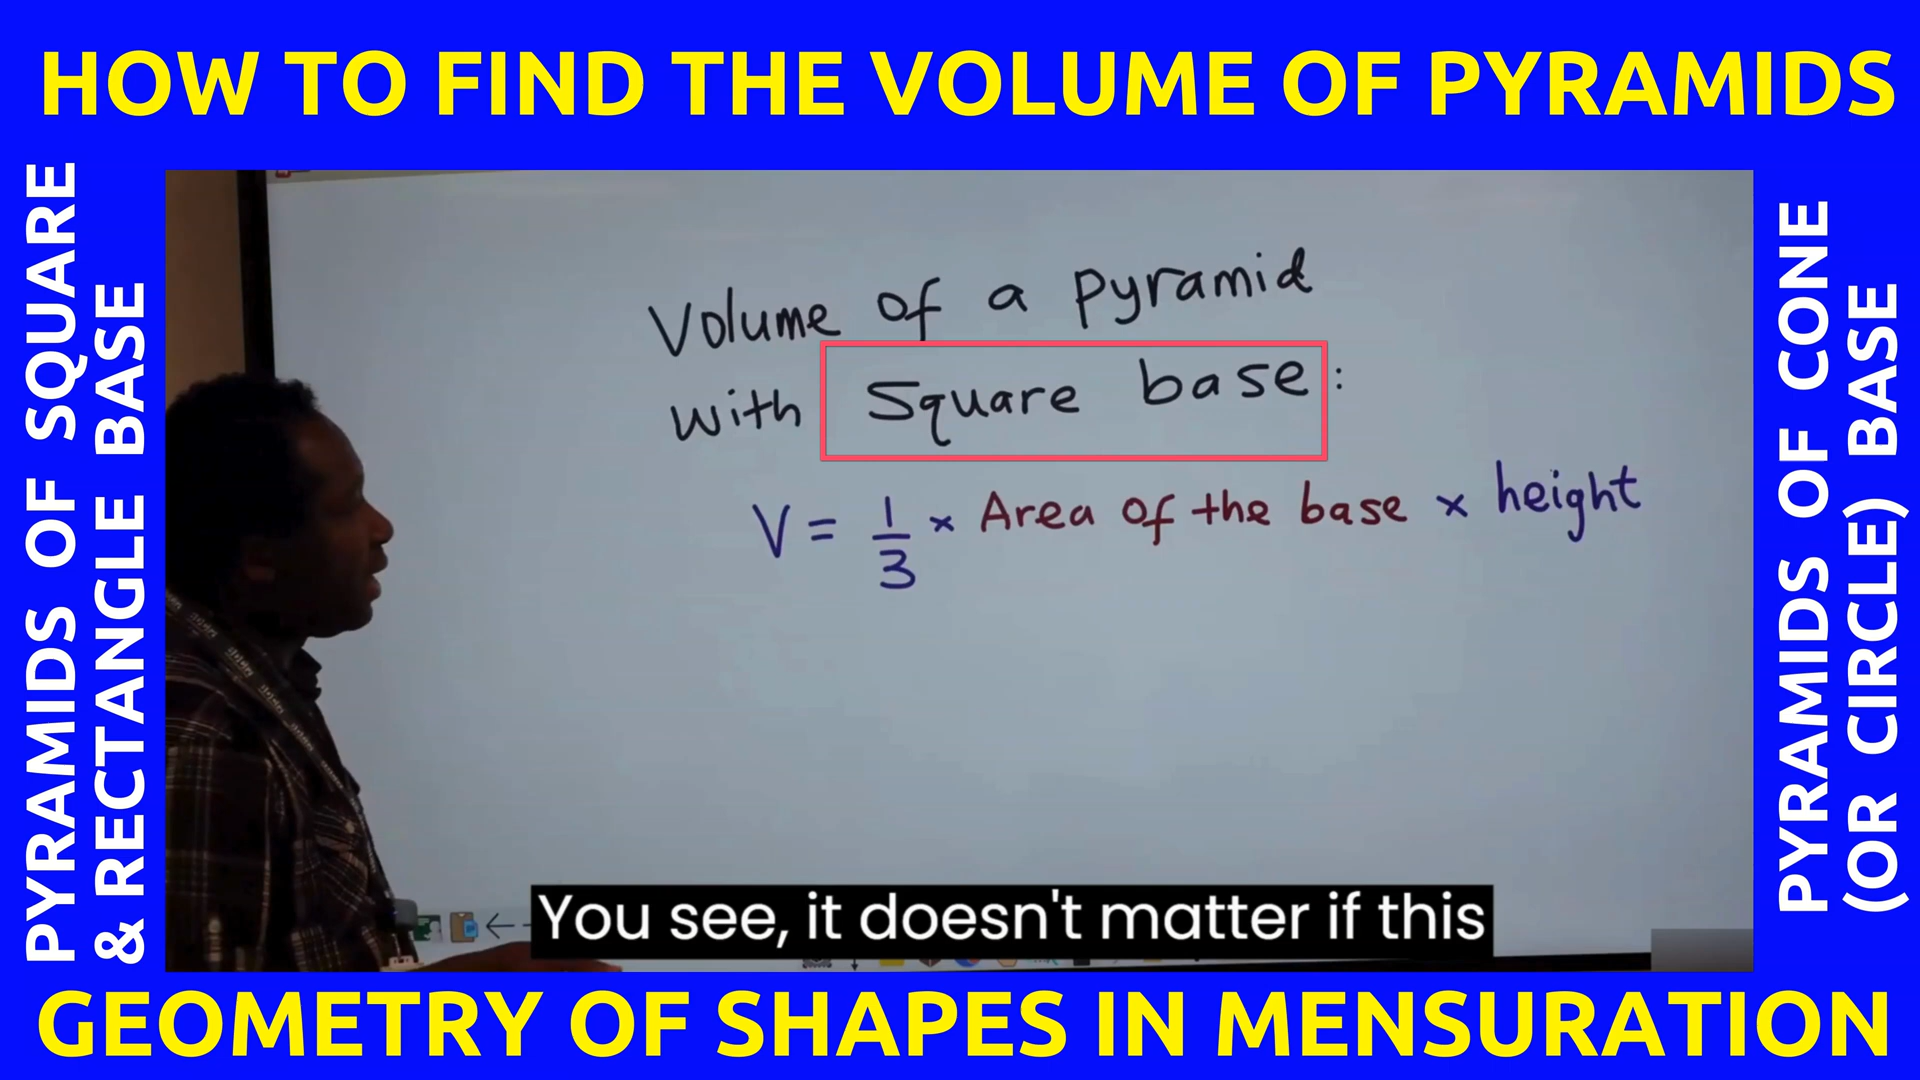 HOW TO FIND THE VOLUME OF PYRAMIDS
PYRAMIDS OF SQUARE
& RECTANGLE BASE
Volume of a pyramid
with Square base:
V = 1/3 × Area of the base × height
You see, it doesn't matter if this
PYRAMIDS OF CONE
(OR CIRCLE) BASE
GEOMETRY OF SHAPES IN MENSURATION